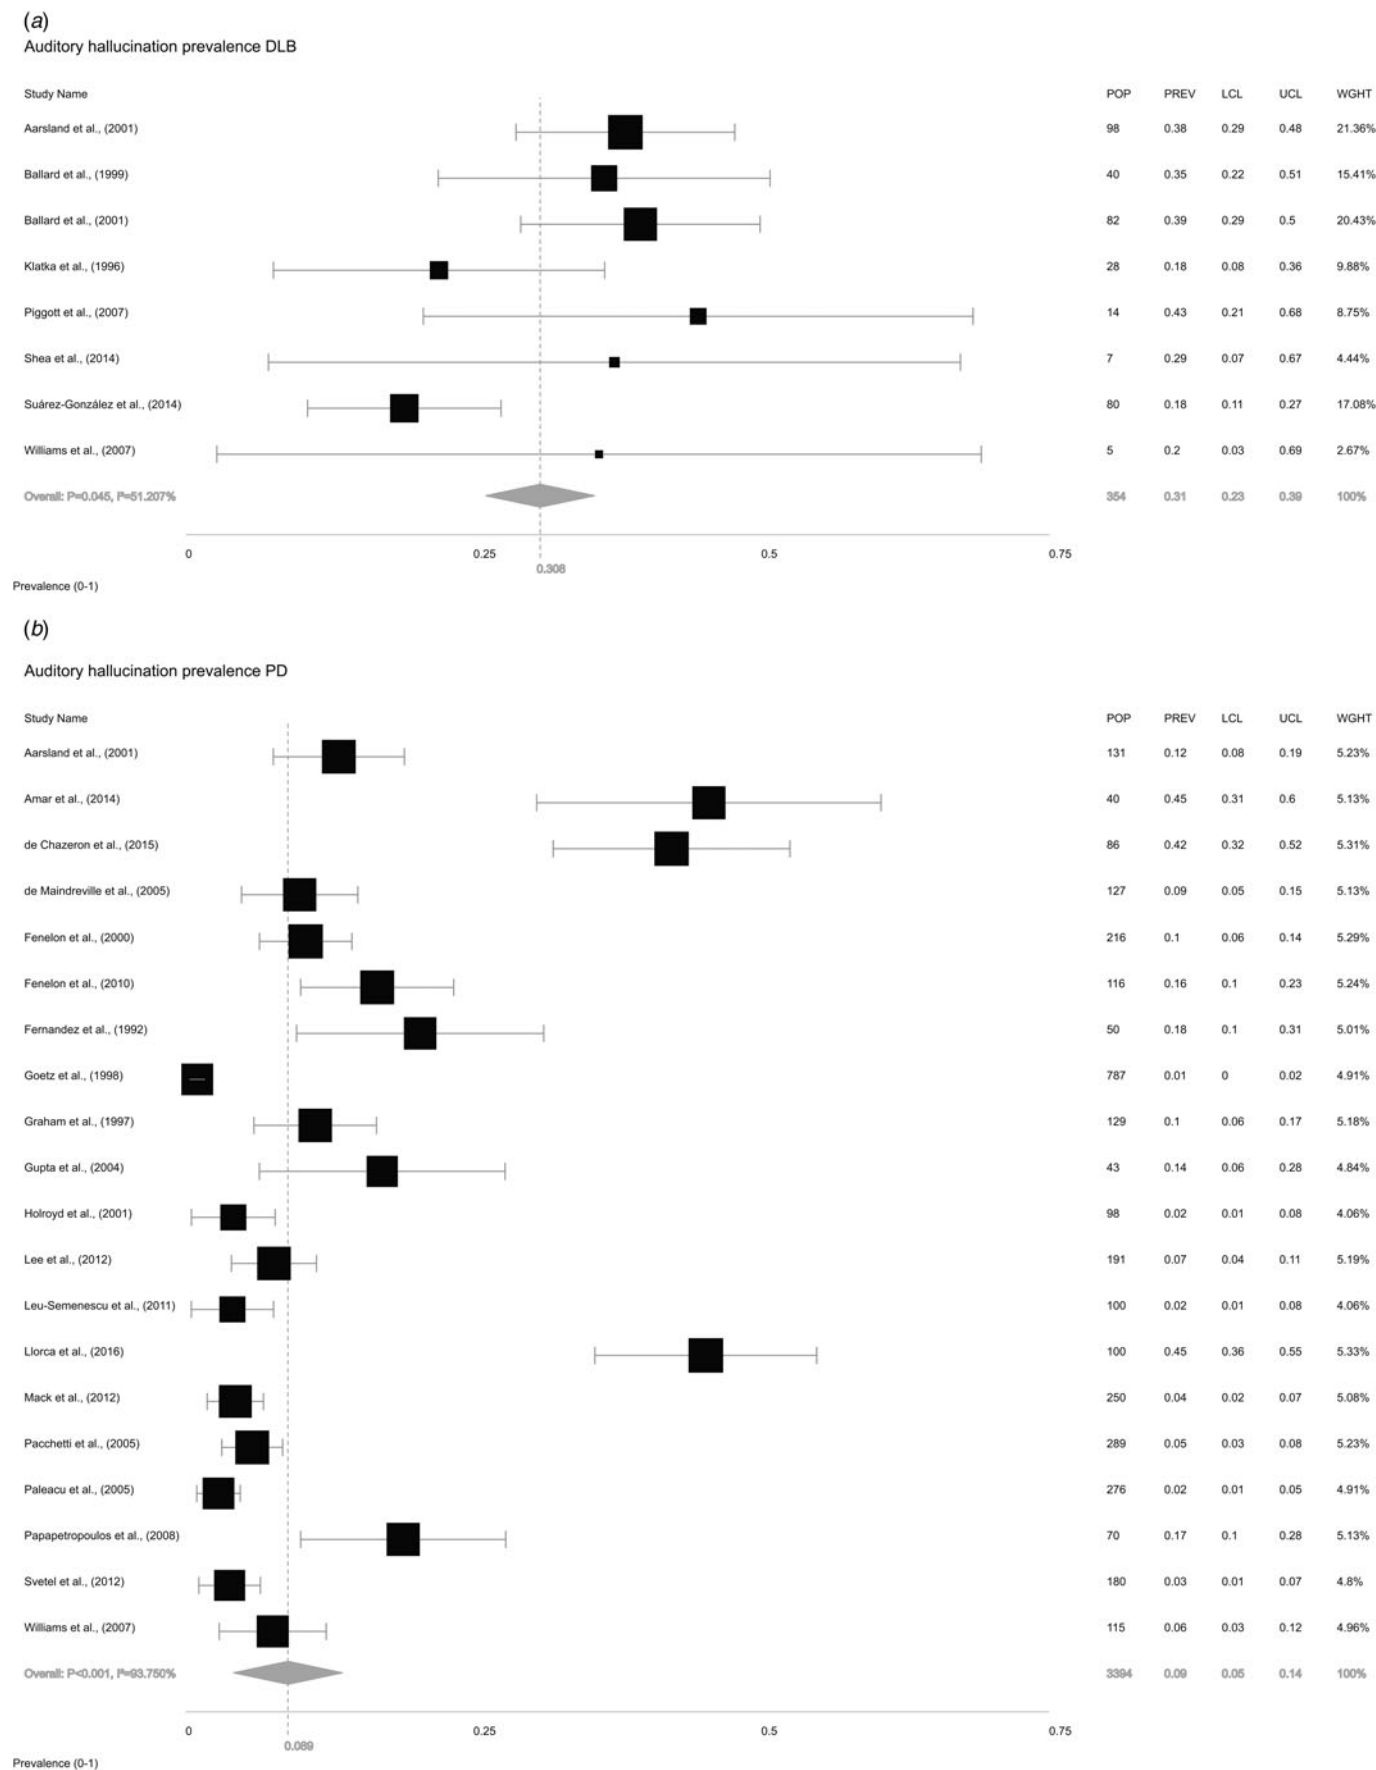 (a)
Auditory hallucination prevalence DLB
Study Name POP PREV LCL UCL WGHT
Aarsland et al., (2001) 98 0.38 0.29 0.48 21.36%
Ballard et al., (1999) 40 0.35 0.22 0.51 15.41%
Ballard et al., (2001) 82 0.39 0.29 0.5 20.43%
Klatka et al., (1996) 28 0.18 0.08 0.36 9.88%
Piggott et al., (2007) 14 0.43 0.21 0.68 8.75%
Shea et al., (2014) 7 0.29 0.07 0.67 4.44%
Suárez-González et al., (2014) 80 0.18 0.11 0.27 17.08%
Williams et al., (2007) 5 0.2 0.03 0.69 2.67%
Overall: P=0.045, I²=51.207% 354 0.31 0.23 0.39 100%
0 0.25 0.5 0.75
0.308
Prevalence (0-1)
(b)
Auditory hallucination prevalence PD
Study Name POP PREV LCL UCL WGHT
Aarsland et al., (2001) 131 0.12 0.08 0.19 5.23%
Amar et al., (2014) 40 0.45 0.31 0.6 5.13%
de Chazeron et al., (2015) 86 0.42 0.32 0.52 5.31%
de Maindreville et al., (2005) 127 0.09 0.05 0.15 5.13%
Fenelon et al., (2000) 216 0.1 0.06 0.14 5.29%
Fenelon et al., (2010) 116 0.16 0.1 0.23 5.24%
Fernandez et al., (1992) 50 0.18 0.1 0.31 5.01%
Goetz et al., (1998) 787 0.01 0 0.02 4.91%
Graham et al., (1997) 129 0.1 0.06 0.17 5.18%
Gupta et al., (2004) 43 0.14 0.06 0.28 4.84%
Holroyd et al., (2001) 98 0.02 0.01 0.08 4.06%
Lee et al., (2012) 191 0.07 0.04 0.11 5.19%
Leu-Semenescu et al., (2011) 100 0.02 0.01 0.08 4.06%
Llorca et al., (2016) 100 0.45 0.36 0.55 5.33%
Mack et al., (2012) 250 0.04 0.02 0.07 5.08%
Pacchetti et al., (2005) 289 0.05 0.03 0.08 5.23%
Paleacu et al., (2005) 276 0.02 0.01 0.05 4.91%
Papapetropoulos et al., (2008) 70 0.17 0.1 0.28 5.13%
Svetel et al., (2012) 180 0.03 0.01 0.07 4.8%
Williams et al., (2007) 115 0.06 0.03 0.12 4.96%
Overall: P<0.001, I²=93.750% 3394 0.09 0.05 0.14 100%
0 0.25 0.5 0.75
0.089
Prevalence (0-1)